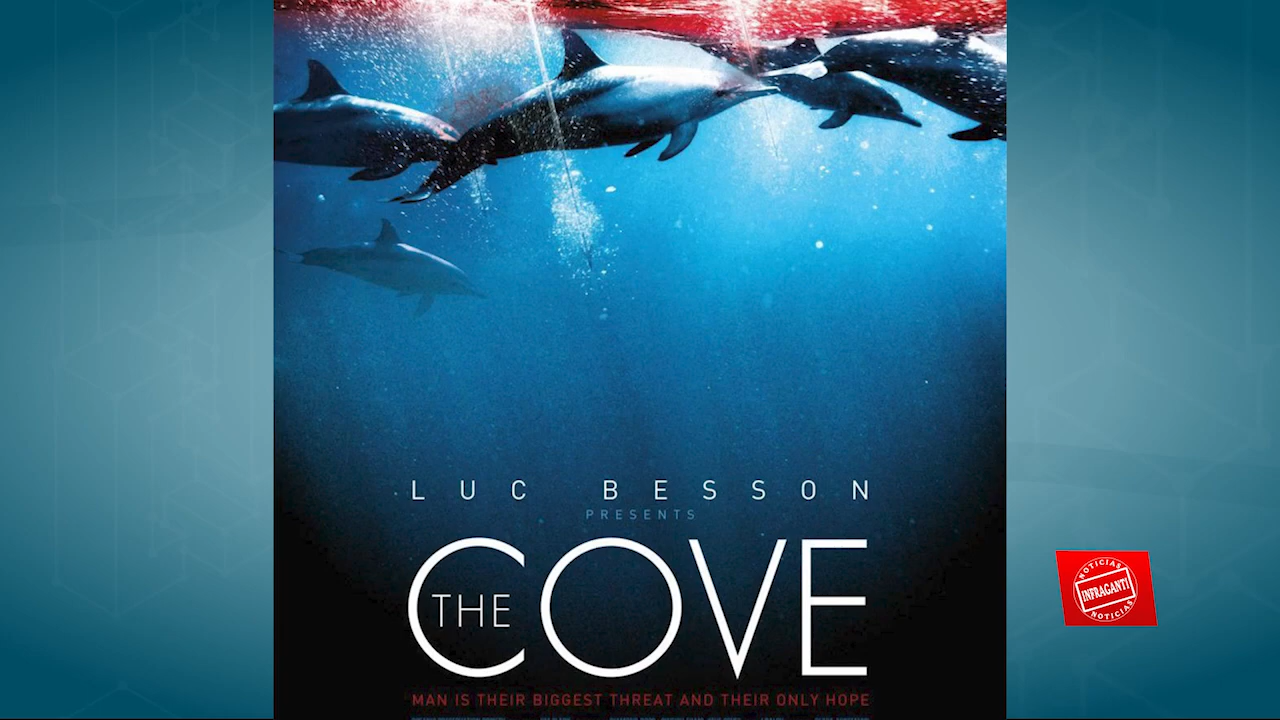 LUC BESSON
PRESENTS
THE COVE
MAN IS THEIR BIGGEST THREAT AND THEIR ONLY HOPE
NOTICIAS
INFRAGANTI
NOTICIAS